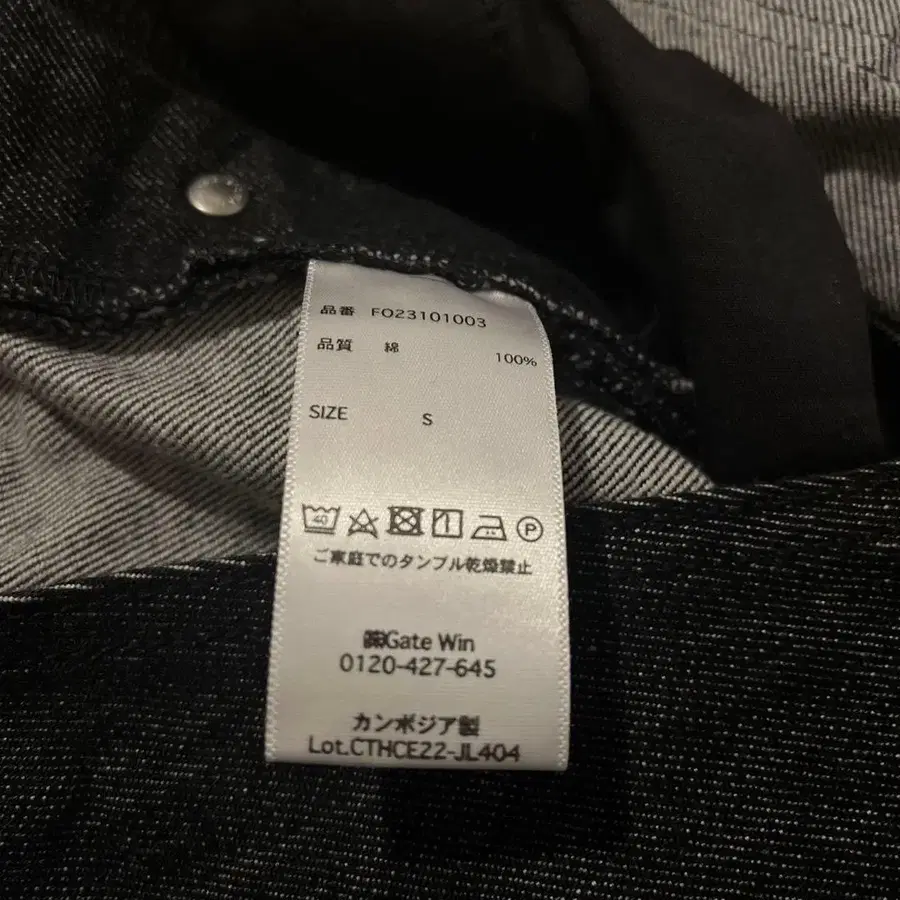 品番 FO23101003
品質 綿 100%
SIZE S
40 P
ご家庭でのタンブル乾燥禁止
㈱Gate Win
0120-427-645
カンボジア製
Lot.CTHCE22-JL404